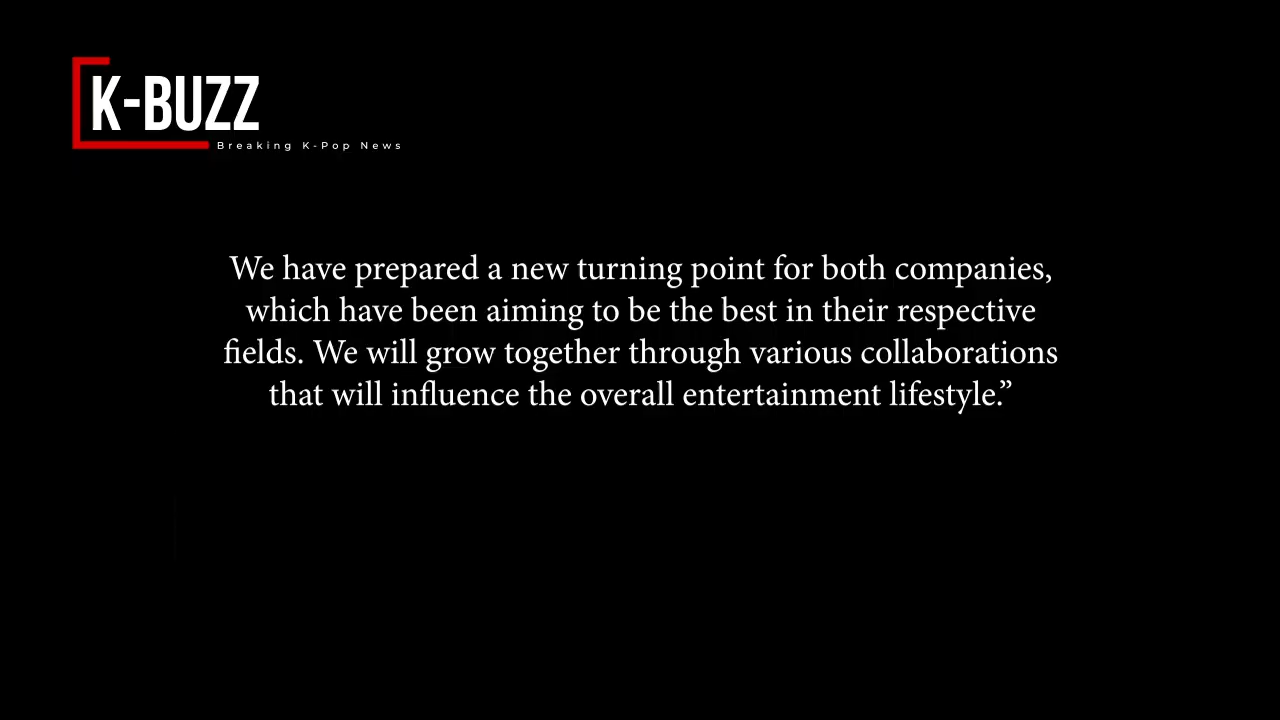 K-BUZZ
Breaking K-Pop News
We have prepared a new turning point for both companies,
which have been aiming to be the best in their respective
fields. We will grow together through various collaborations
that will influence the overall entertainment lifestyle.”